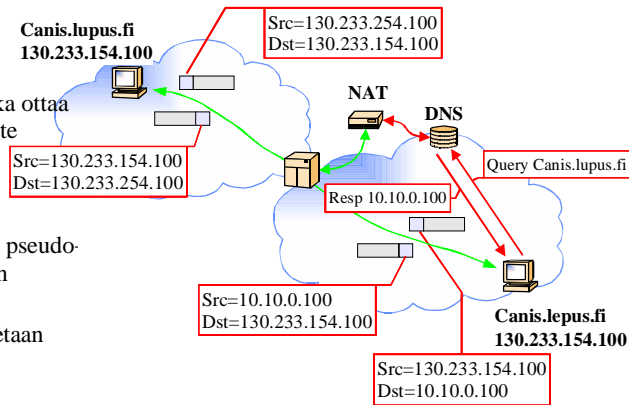 Src=130.233.254.100
Dst=130.233.154.100
Canis.lupus.fi
130.233.154.100
ka ottaa
te
NAT
DNS
Src=130.233.154.100
Dst=130.233.254.100
Query Canis.lupus.fi
Resp 10.10.0.100
pseudo-
n
etaan
Src=10.10.0.100
Dst=130.233.154.100
Canis.lepus.fi
130.233.154.100
Src=130.233.154.100
Dst=10.10.0.100